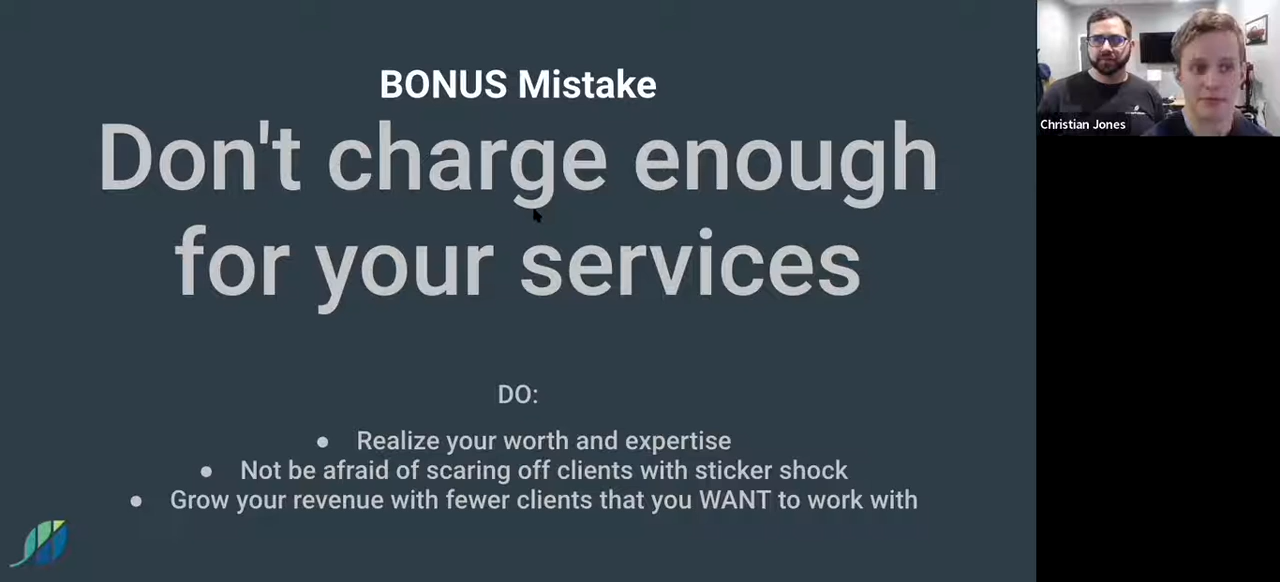 BONUS Mistake
Don't charge enough
for your services
DO:
● Realize your worth and expertise
● Not be afraid of scaring off clients with sticker shock
● Grow your revenue with fewer clients that you WANT to work with
Christian Jones